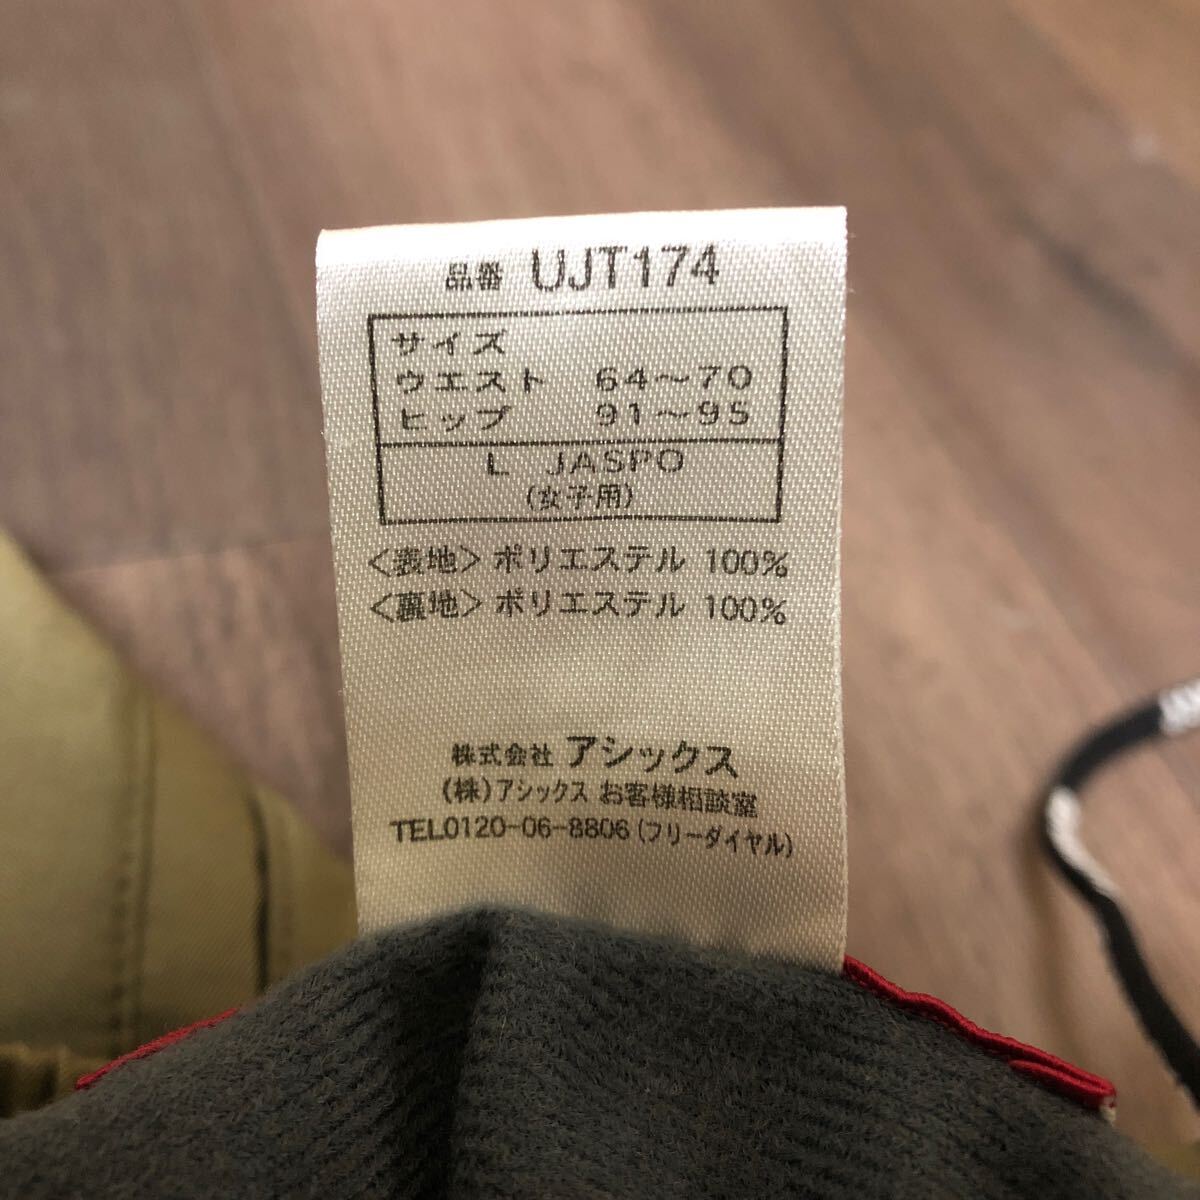 品番 UJT174
サイズ
ウエスト 64〜70
ヒップ 91〜95
L JASPO
(女子用)
〈表地〉ポリエステル 100%
〈裏地〉ポリエステル 100%
株式会社 アシックス
(株)アシックス お客様相談室
TEL0120-06-8806(フリーダイヤル)